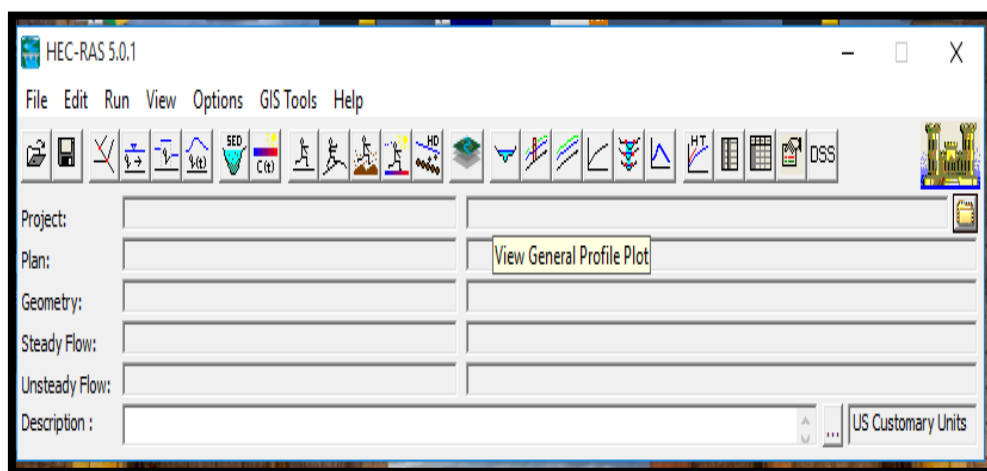 HEC-RAS 5.0.1
File Edit Run View Options GIS Tools Help
SED C(t) HD HT DSS
Project:
Plan: View General Profile Plot
Geometry:
Steady Flow:
Unsteady Flow:
Description : ... US Customary Units